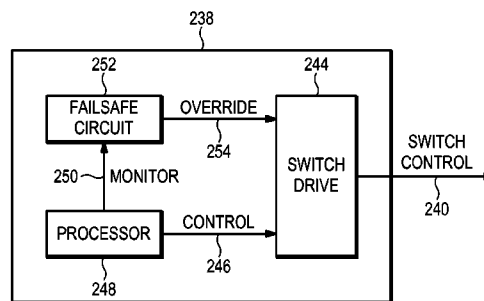 238
252
FAILSAFE
CIRCUIT
OVERRIDE
254
244
SWITCH
DRIVE
SWITCH
CONTROL
240
250
MONITOR
PROCESSOR
248
CONTROL
246